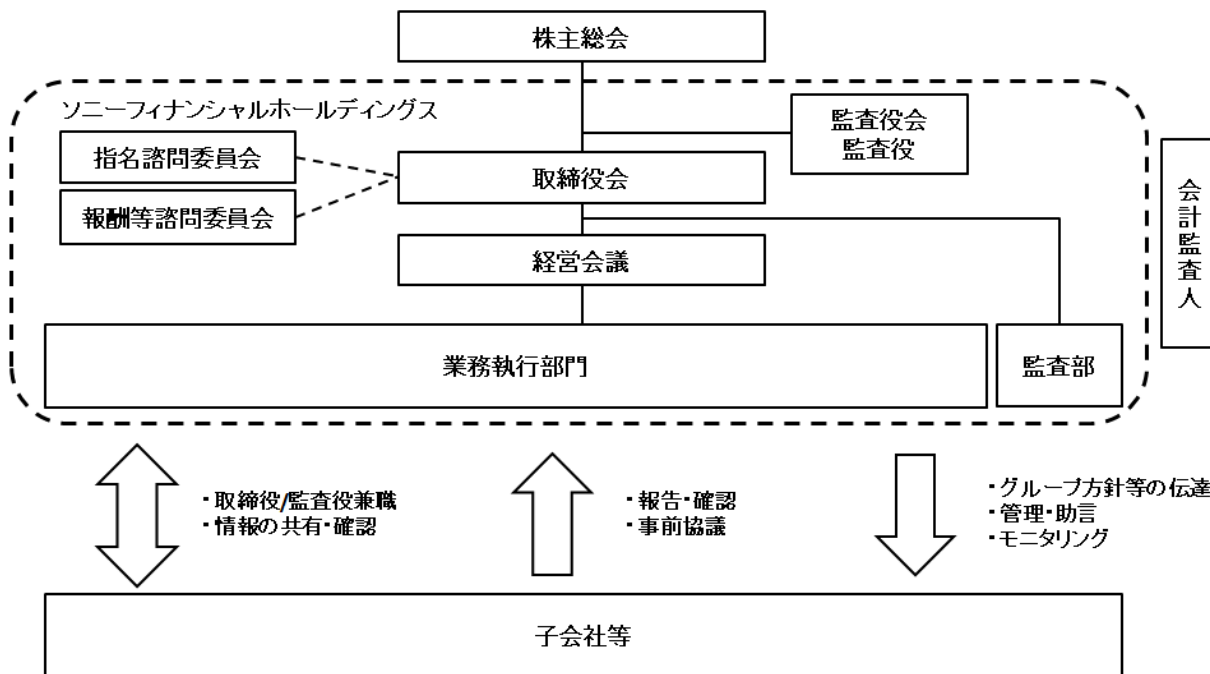 株主総会
ソニーフィナンシャルホールディングス
監査役会
監査役
指名諮問委員会
取締役会
報酬等諮問委員会
経営会議
会計監査人
業務執行部門
監査部
・取締役/監査役兼職
・情報の共有・確認
・報告・確認
・事前協議
・グループ方針等の伝達
・管理・助言
・モニタリング
子会社等